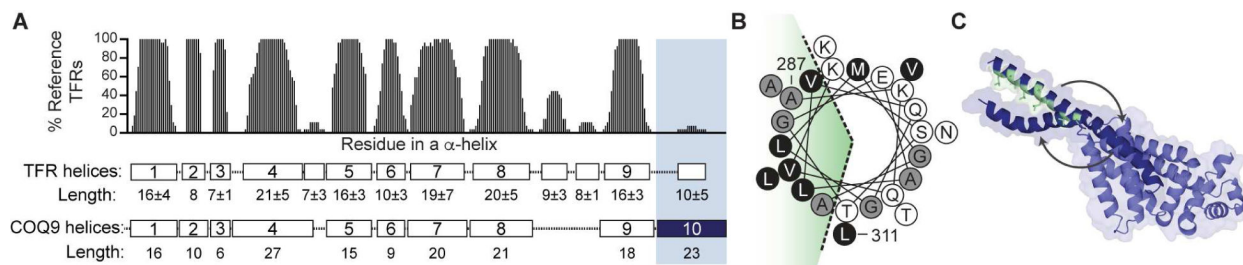 A
% Reference
TFRs
100
80
60
40
20
0
Residue in a α-helix
TFR helices: 1 2 3 4 5 6 7 8 9
Length: 16±4 8 7±1 21±5 7±3 16±3 10±3 19±7 20±5 9±3 8±1 16±3 10±5
COQ9 helices: 1 2 3 4 5 6 7 8 9 10
Length: 16 10 6 27 15 9 20 21 18 23
B
K
K M E V
287 V K
A A Q
G S N
L G
L V A
L Q
A T G T
L 311
C